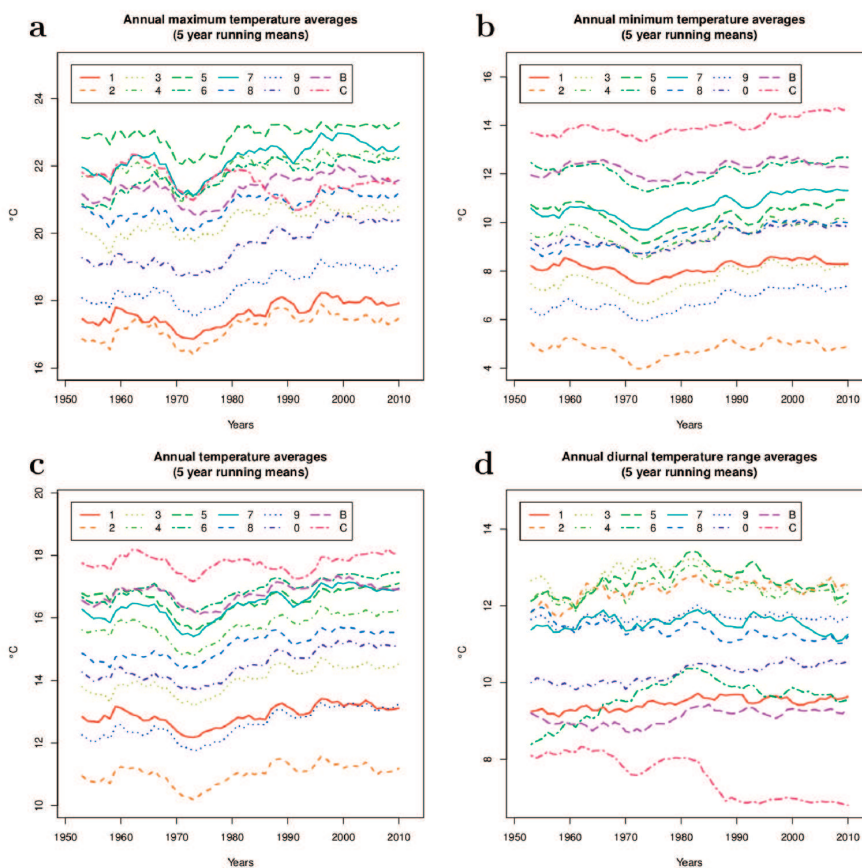 a
Annual maximum temperature averages
(5 year running means)
1 3 5 7 9 B
2 4 6 8 0 C
°C
24
22
20
18
16
1950 1960 1970 1980 1990 2000 2010
Years
b
Annual minimum temperature averages
(5 year running means)
1 3 5 7 9 B
2 4 6 8 0 C
°C
16
14
12
10
8
6
4
1950 1960 1970 1980 1990 2000 2010
Years
c
Annual temperature averages
(5 year running means)
1 3 5 7 9 B
2 4 6 8 0 C
°C
20
18
16
14
12
10
1950 1960 1970 1980 1990 2000 2010
Years
d
Annual diurnal temperature range averages
(5 year running means)
1 3 5 7 9 B
2 4 6 8 0 C
°C
14
12
10
8
1950 1960 1970 1980 1990 2000 2010
Years